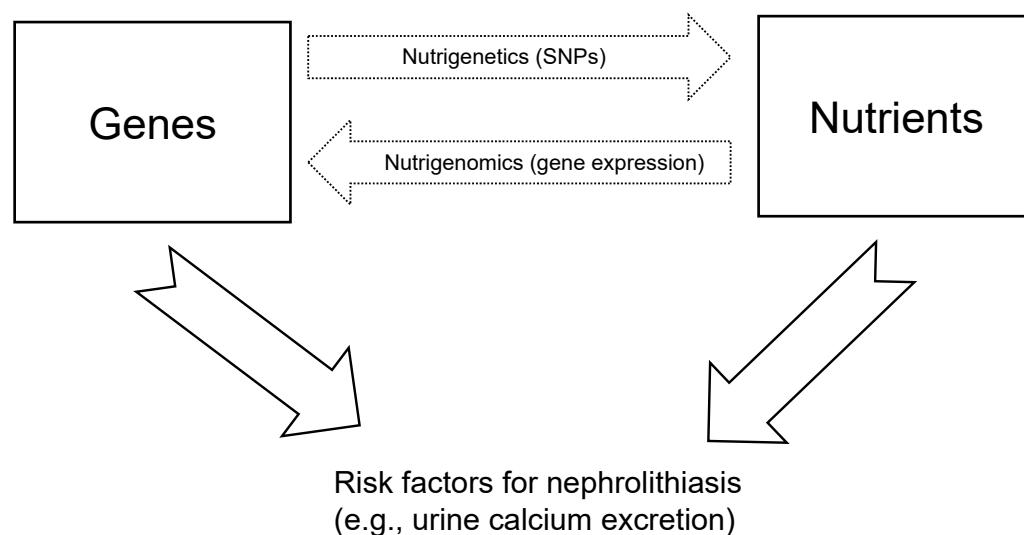 Genes
Nutrigenetics (SNPs)
Nutrients
Nutrigenomics (gene expression)
Risk factors for nephrolithiasis
(e.g., urine calcium excretion)